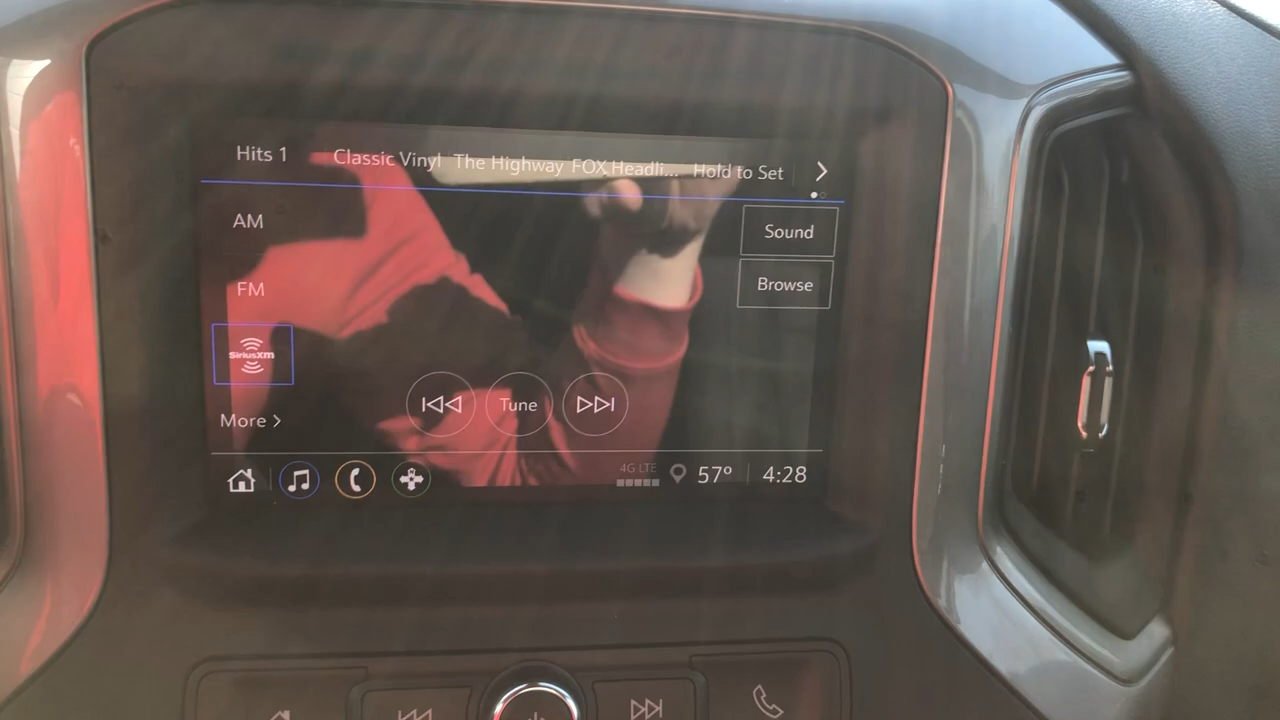 Hits 1 Classic Vinyl The Highway FOX Headli... Hold to Set
AM
Sound
FM
Browse
SiriusXM
Tune
More
4G LTE 57° 4:28